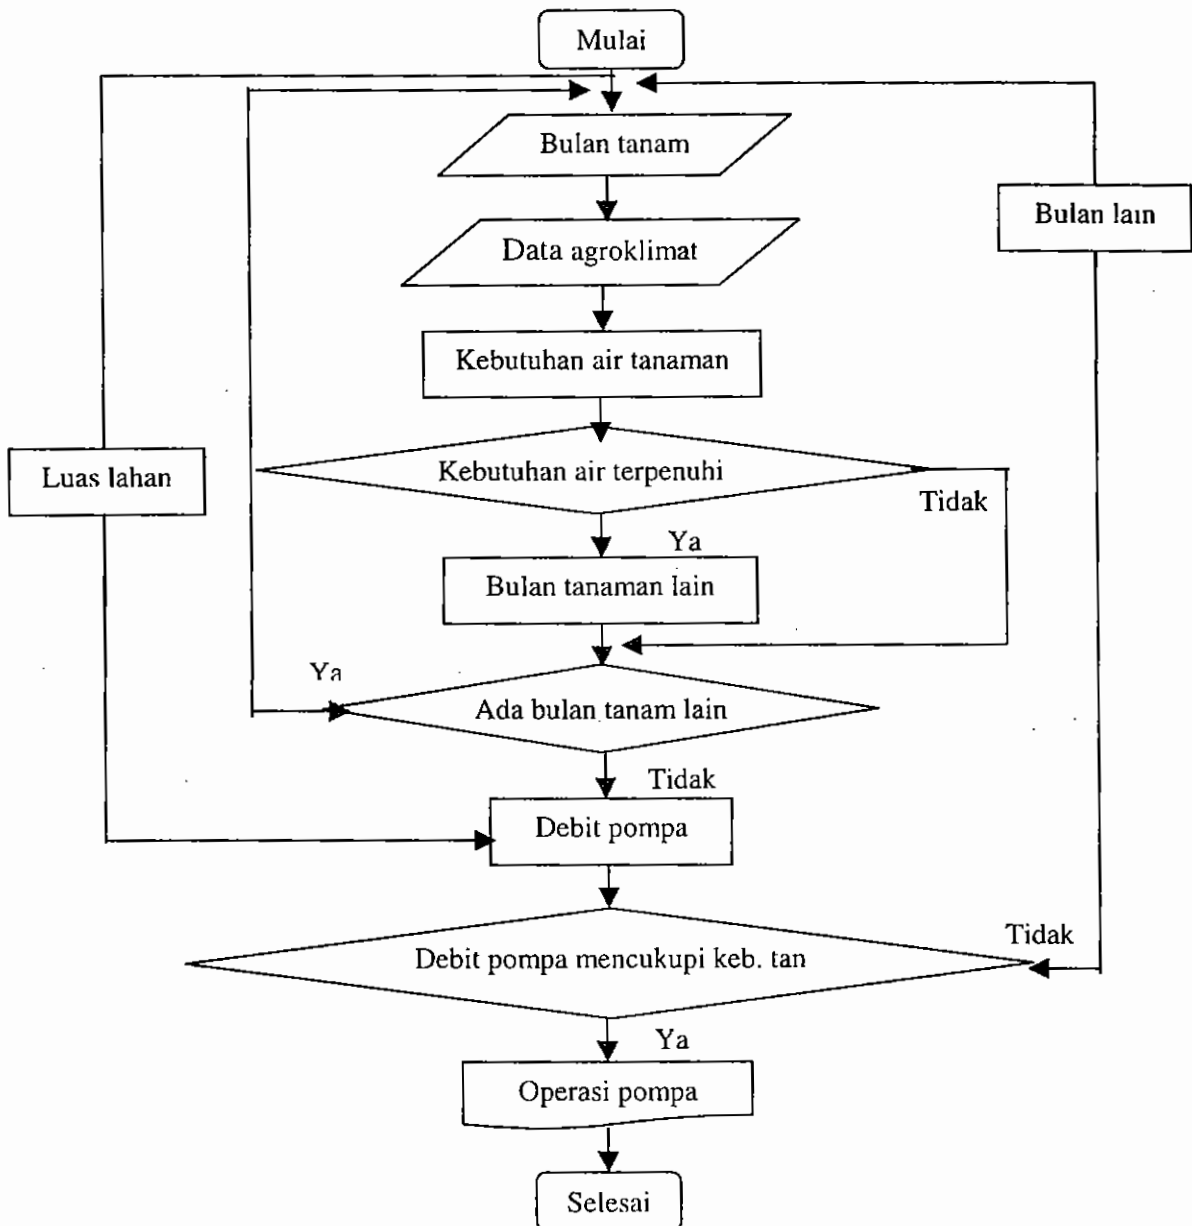 Mulai
Bulan tanam
Bulan lain
Data agroklimat
Kebutuhan air tanaman
Luas lahan
Kebutuhan air terpenuhi
Tidak
Ya
Bulan tanaman lain
Ya
Ada bulan tanam lain
Tidak
Debit pompa
Tidak
Debit pompa mencukupi keb. tan
Ya
Operasi pompa
Selesai